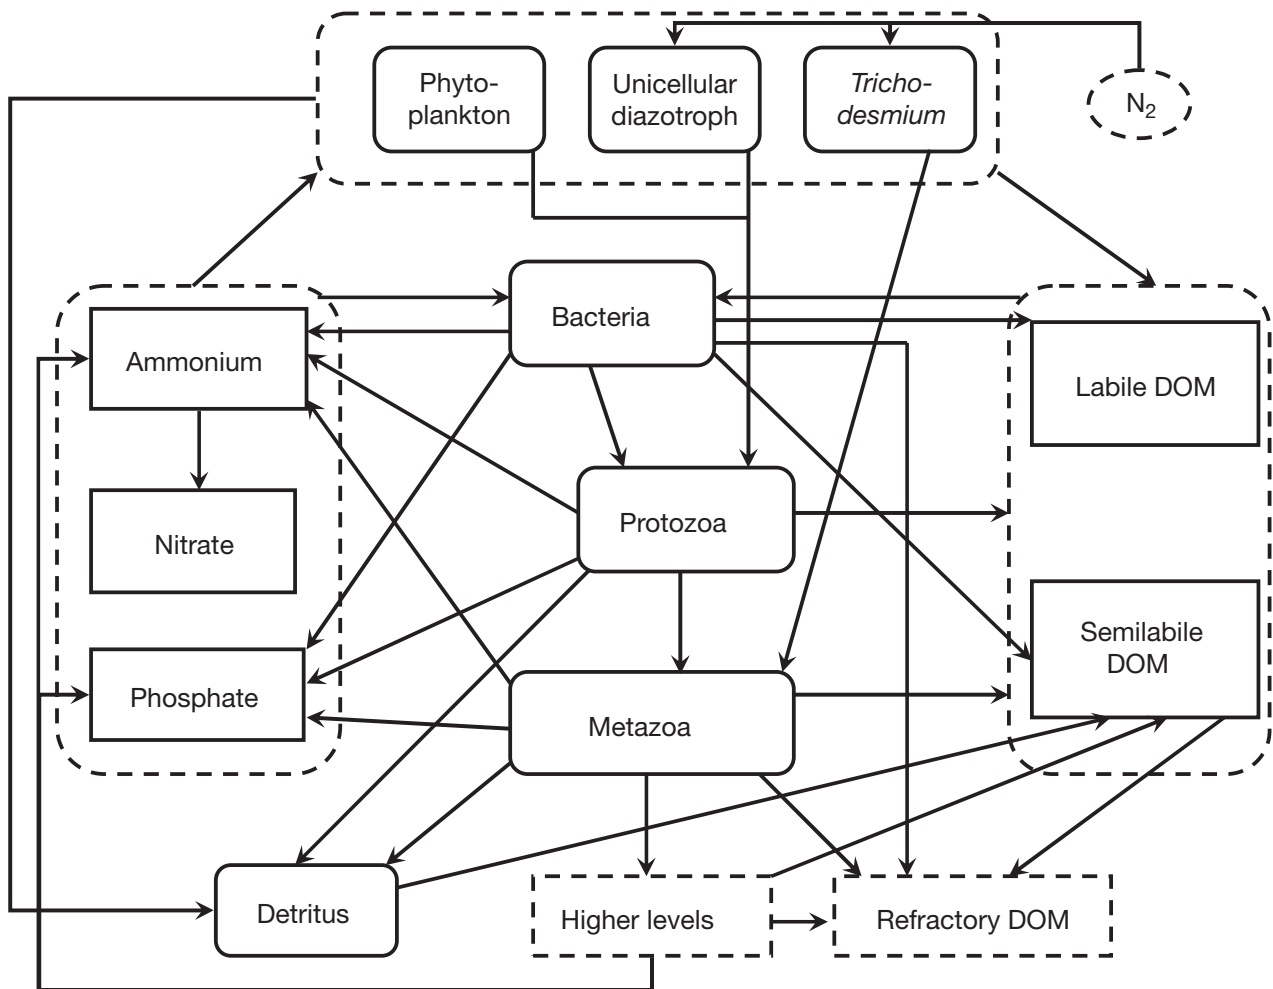 Phyto-
plankton
Unicellular
diazotroph
Tricho-
desmium
N₂
Bacteria
Ammonium
Labile DOM
Protozoa
Nitrate
Semilabile
DOM
Phosphate
Metazoa
Detritus
Higher levels
Refractory DOM